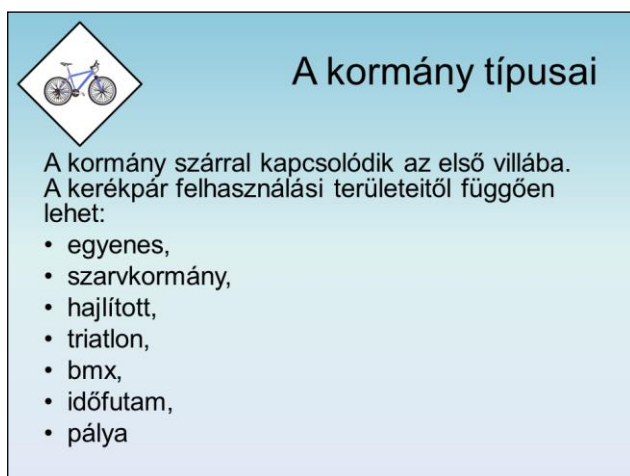 A kormány típusai
A kormány szárral kapcsolódik az első villába.
A kerékpár felhasználási területeitől függően
lehet:
• egyenes,
• szarvkormány,
• hajlított,
• triatlon,
• bmx,
• időfutam,
• pálya